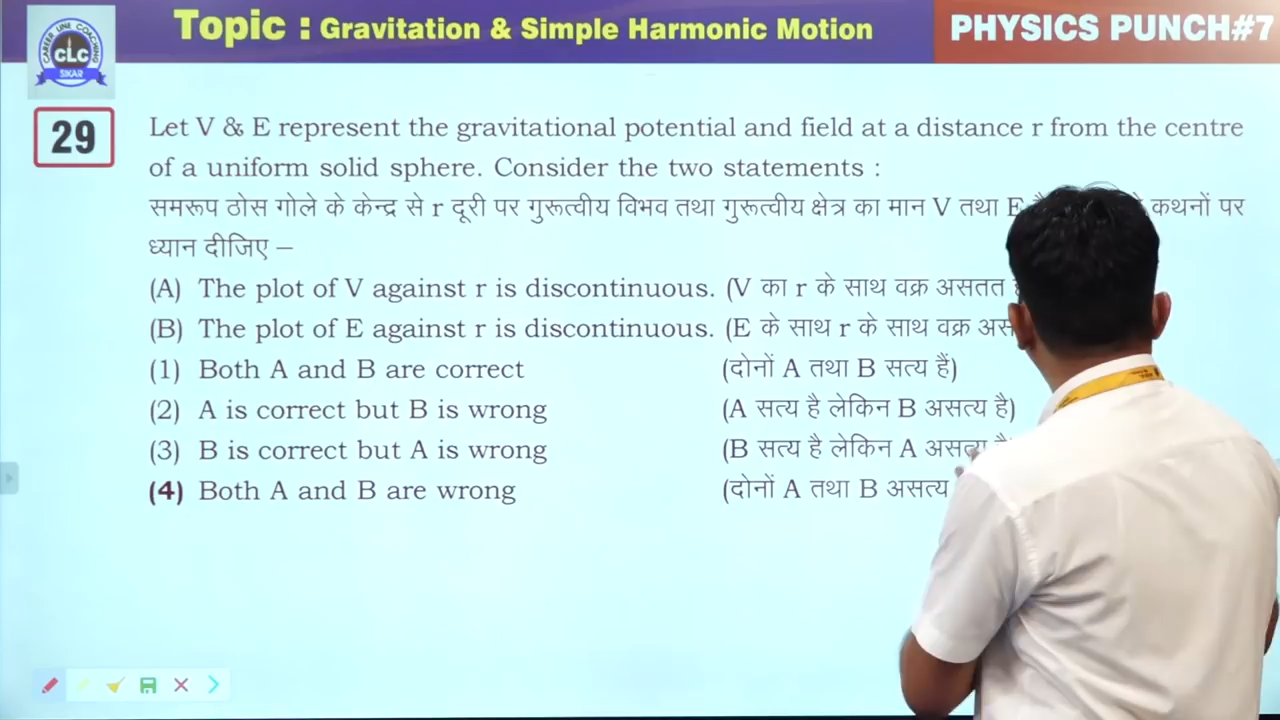 Topic : Gravitation & Simple Harmonic Motion
PHYSICS PUNCH#7
CAREER LINE COACHING
CLC
SIKAR
29
Let V & E represent the gravitational potential and field at a distance r from the centre
of a uniform solid sphere. Consider the two statements :
समरूप ठोस गोले के केन्द्र से r दूरी पर गुरूत्वीय विभव तथा गुरूत्वीय क्षेत्र का मान V तथा E कथनों पर
ध्यान दीजिए –
(A) The plot of V against r is discontinuous. (V का r के साथ वक्र असतत
(B) The plot of E against r is discontinuous. (E के साथ r के साथ वक्र
(1) Both A and B are correct (दोनों A तथा B सत्य हैं)
(2) A is correct but B is wrong (A सत्य है लेकिन B असत्य है)
(3) B is correct but A is wrong (B सत्य है लेकिन A असत्य
(4) Both A and B are wrong (दोनों A तथा B असत्य